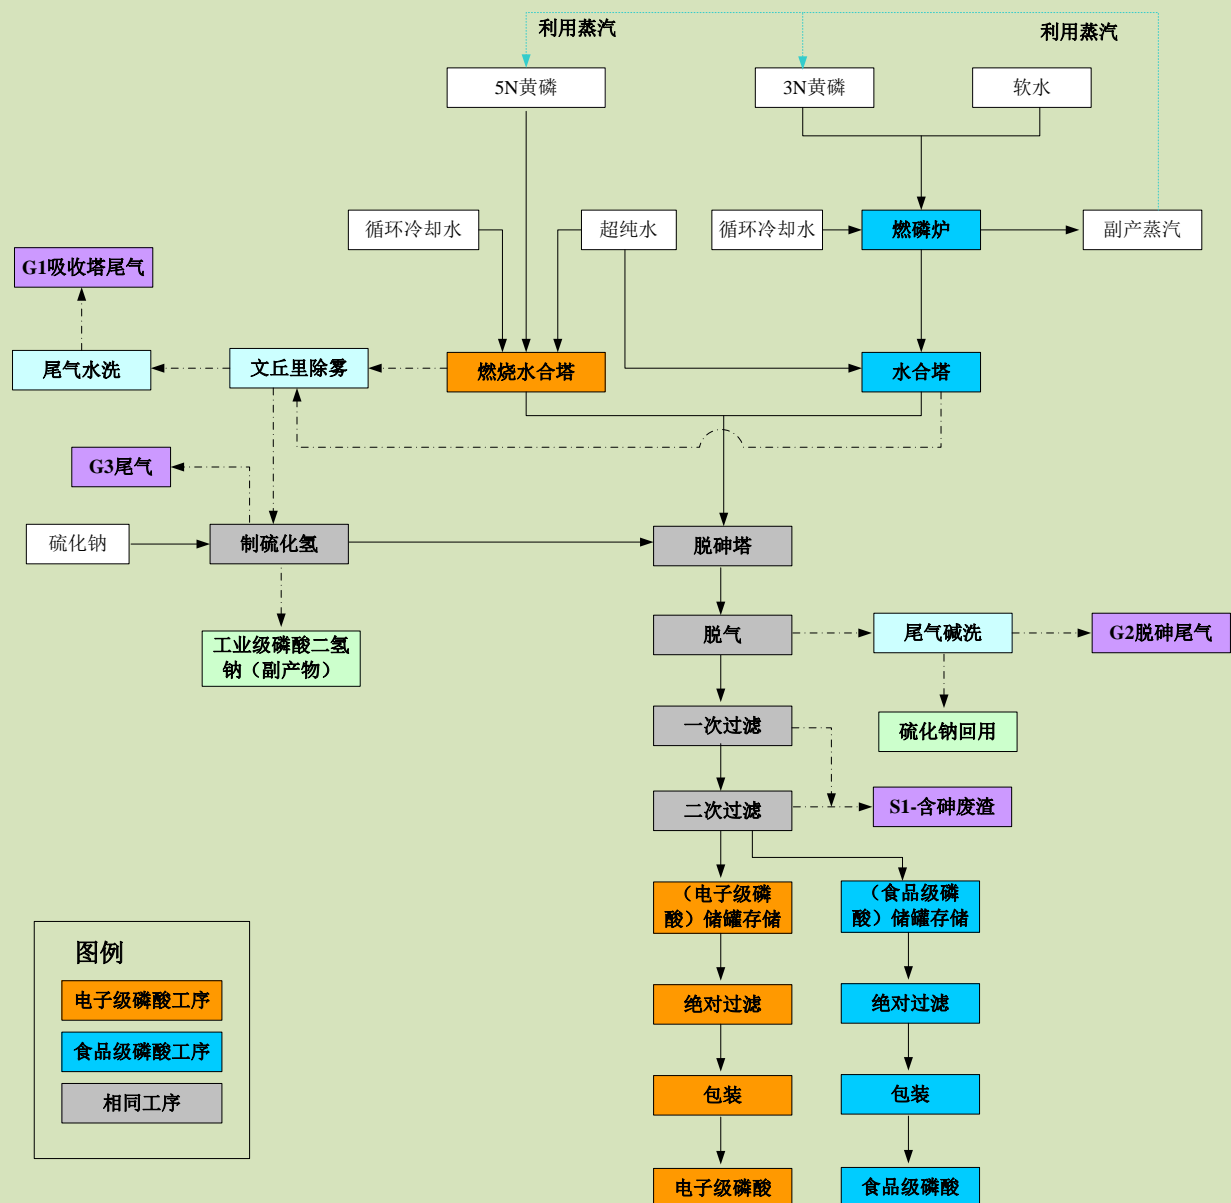 利用蒸汽
利用蒸汽
5N黄磷
3N黄磷
软水
循环冷却水
超纯水
循环冷却水
燃磷炉
副产蒸汽
G1吸收塔尾气
尾气水洗
文丘里除雾
燃烧水合塔
水合塔
G3尾气
硫化钠
制硫化氢
脱砷塔
工业级磷酸二氢
钠（副产物）
脱气
尾气碱洗
G2脱砷尾气
一次过滤
硫化钠回用
二次过滤
S1-含砷废渣
（电子级磷
酸）储罐存储
（食品级磷
酸）储罐存储
图例
电子级磷酸工序
食品级磷酸工序
相同工序
绝对过滤
绝对过滤
包装
包装
电子级磷酸
食品级磷酸